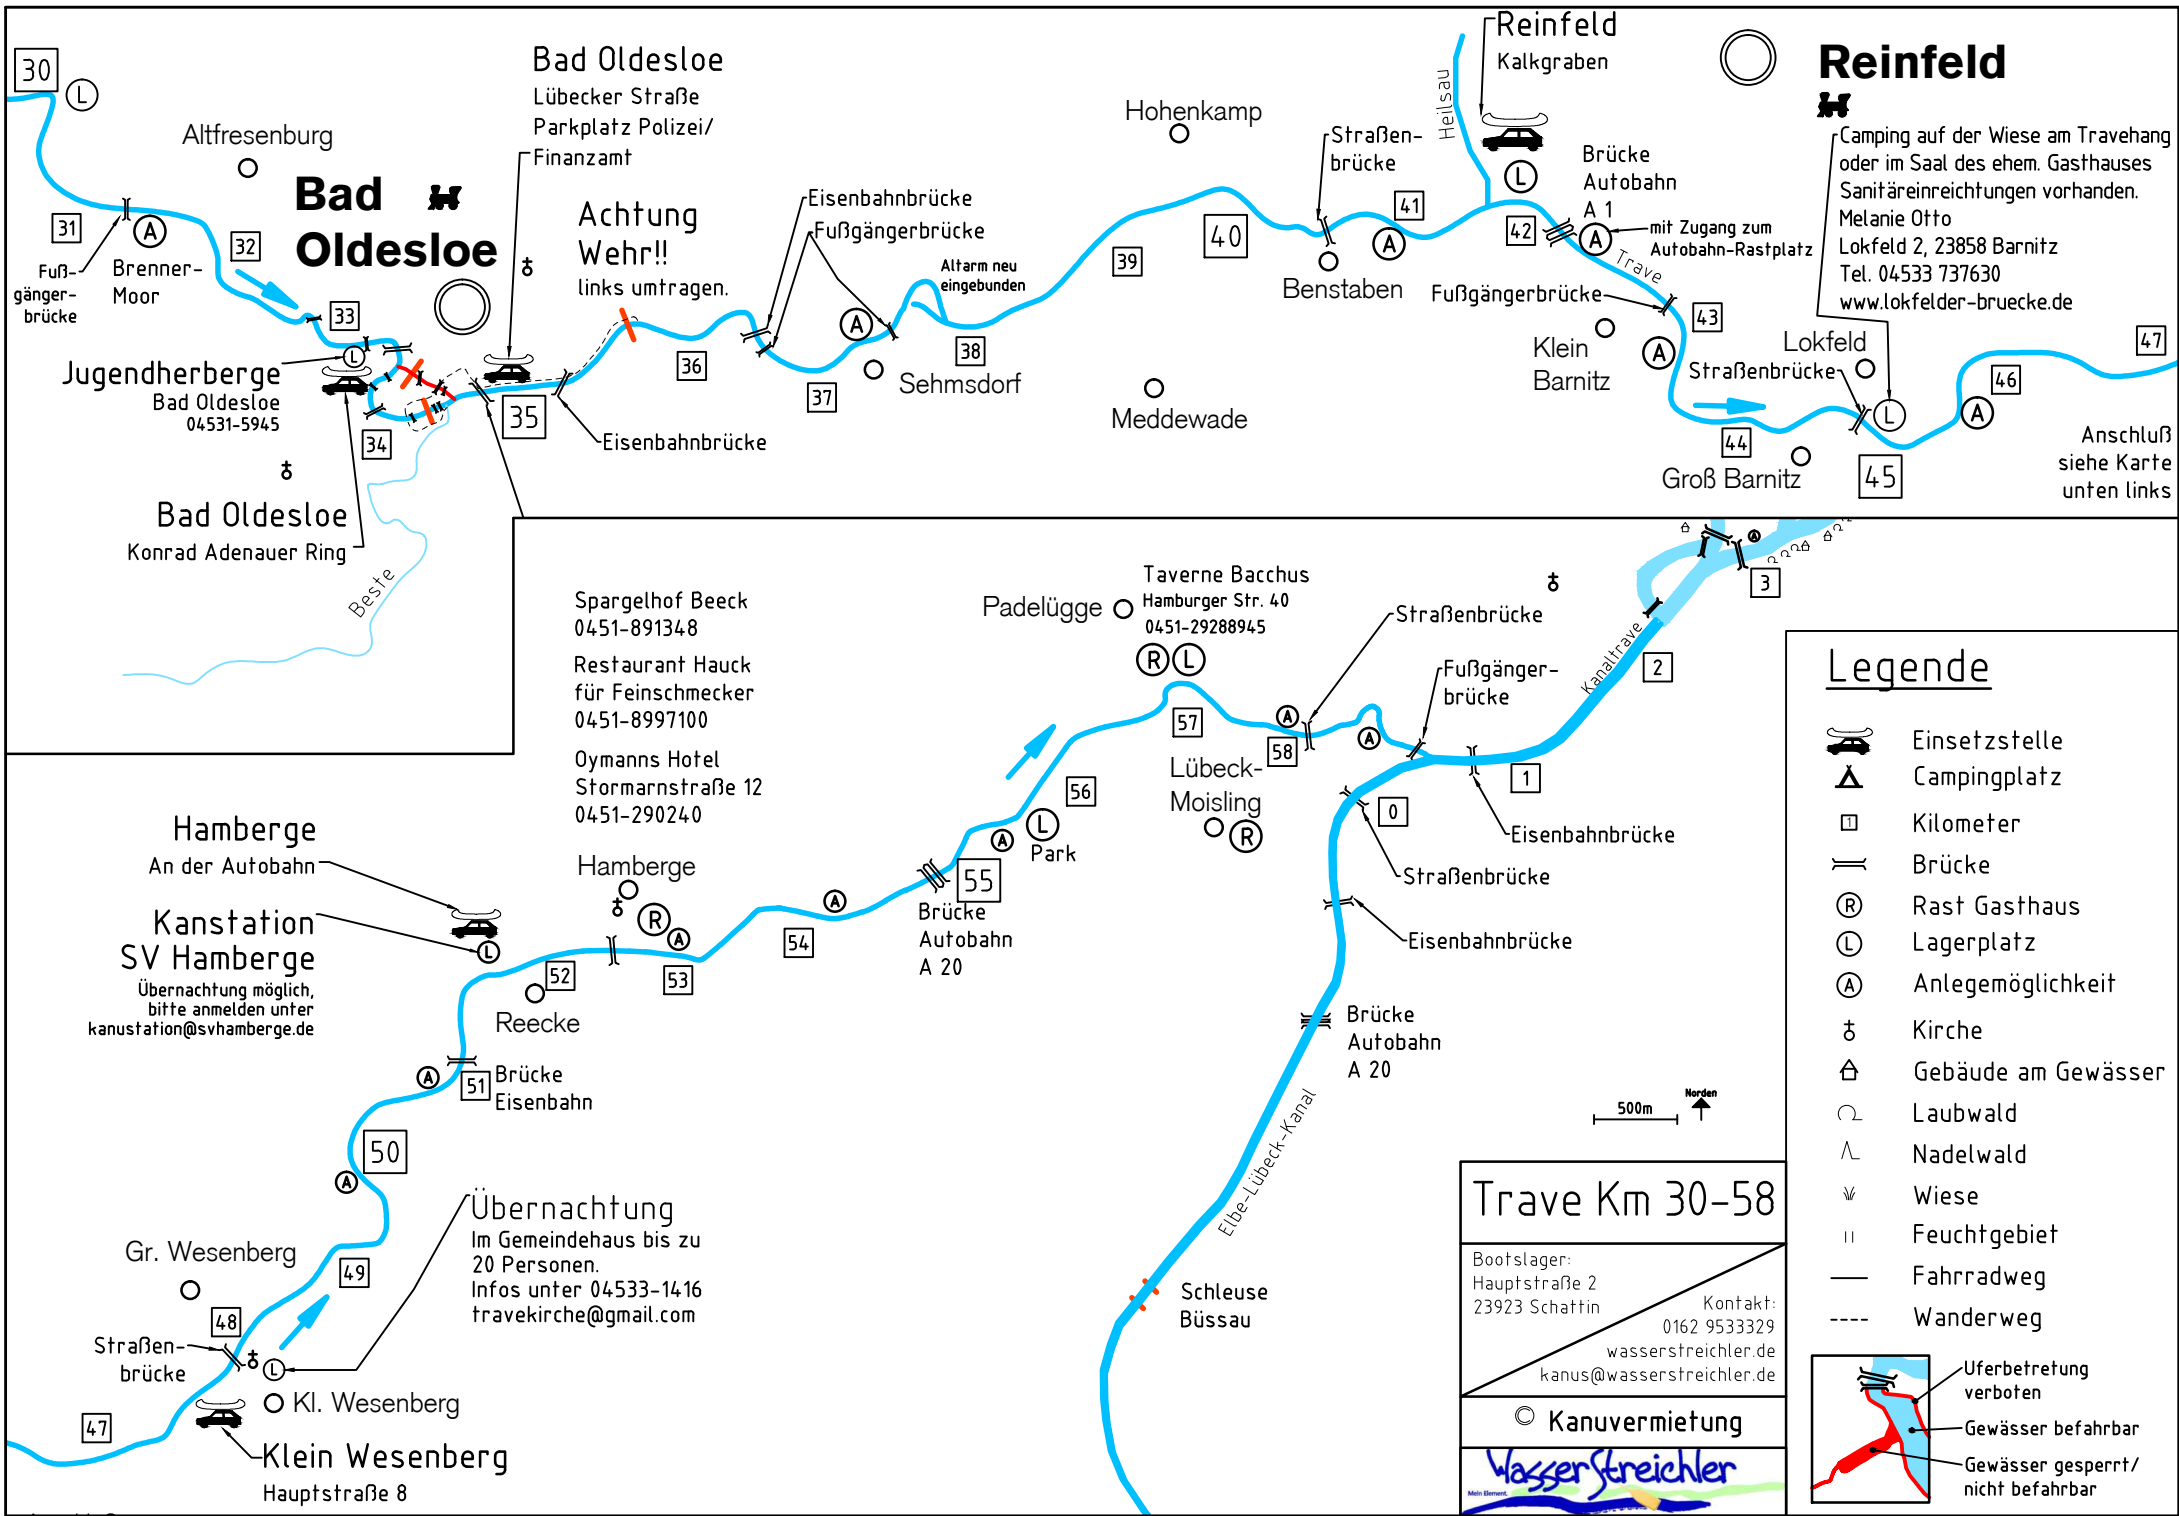 30
L
Altfresenburg
31
A
32
Fuß-
gänger-
brücke
Brenner-
Moor
Bad
Oldesloe
33
L
Jugendherberge
Bad Oldesloe
04531-5945
34
Bad Oldesloe
Konrad Adenauer Ring
Beste
Bad Oldesloe
Lübecker Straße
Parkplatz Polizei/
Finanzamt
Achtung
Wehr!!
links umtragen.
35
Eisenbahnbrücke
36
Eisenbahnbrücke
Fußgängerbrücke
37
A
Sehmsdorf
Altarm neu
eingebunden
38
39
Meddewade
Hohenkamp
40
Straßen-
brücke
Benstaben
41
A
Heilsau
Reinfeld
Kalkgraben
L
42
Brücke
Autobahn
A 1
A
mit Zugang zum
Autobahn-Rastplatz
Trave
Fußgängerbrücke
43
Klein
Barnitz
A
Reinfeld
Camping auf der Wiese am Travehang
oder im Saal des ehem. Gasthauses
Sanitäreinrichtungen vorhanden.
Melanie Otto
Lokfeld 2, 23858 Barnitz
Tel. 04533 737630
www.lokfelder-bruecke.de
Lokfeld
Straßenbrücke
L
44
Groß Barnitz
45
A
46
47
Anschluß
siehe Karte
unten links
Spargelhof Beeck
0451-891348
Restaurant Hauck
für Feinschmecker
0451-8997100
Oymanns Hotel
Stormarnstraße 12
0451-290240
Hamberge
An der Autobahn
Kanstation
SV Hamberge
Übernachtung möglich,
bitte anmelden unter
kanustation@svhamberge.de
L
Hamberge
R
A
52
Reecke
53
54
A
51
Brücke
Eisenbahn
A
50
A
Übernachtung
Im Gemeindehaus bis zu
20 Personen.
Infos unter 04533-1416
travekirche@gmail.com
Gr. Wesenberg
49
48
Straßen-
brücke
L
Kl. Wesenberg
47
Klein Wesenberg
Hauptstraße 8
Brücke
Autobahn
A 20
55
A
L
Park
56
Padelügge
Taverne Bacchus
Hamburger Str. 40
0451-29288945
R
L
57
Lübeck-
Moisling
R
A
58
Straßenbrücke
A
Fußgänger-
brücke
Kanaltrave
A
3
2
1
0
Eisenbahnbrücke
Straßenbrücke
Eisenbahnbrücke
Brücke
Autobahn
A 20
Elbe-Lübeck-Kanal
Schleuse
Büssau
500m
Norden
Trave Km 30-58
Bootslager:
Hauptstraße 2
23923 Schattin
Kontakt:
0162 9533329
wasserstreichler.de
kanus@wasserstreichler.de
© Kanuvermietung
WasserStreichler
Mein Element.
Legende
Einsetzstelle
Campingplatz
1 Kilometer
Brücke
R Rast Gasthaus
L Lagerplatz
A Anlegemöglichkeit
Kirche
Gebäude am Gewässer
Laubwald
Nadelwald
Wiese
Feuchtgebiet
Fahrradweg
Wanderweg
Uferbetretung
verboten
Gewässer befahrbar
Gewässer gesperrt/
nicht befahrbar